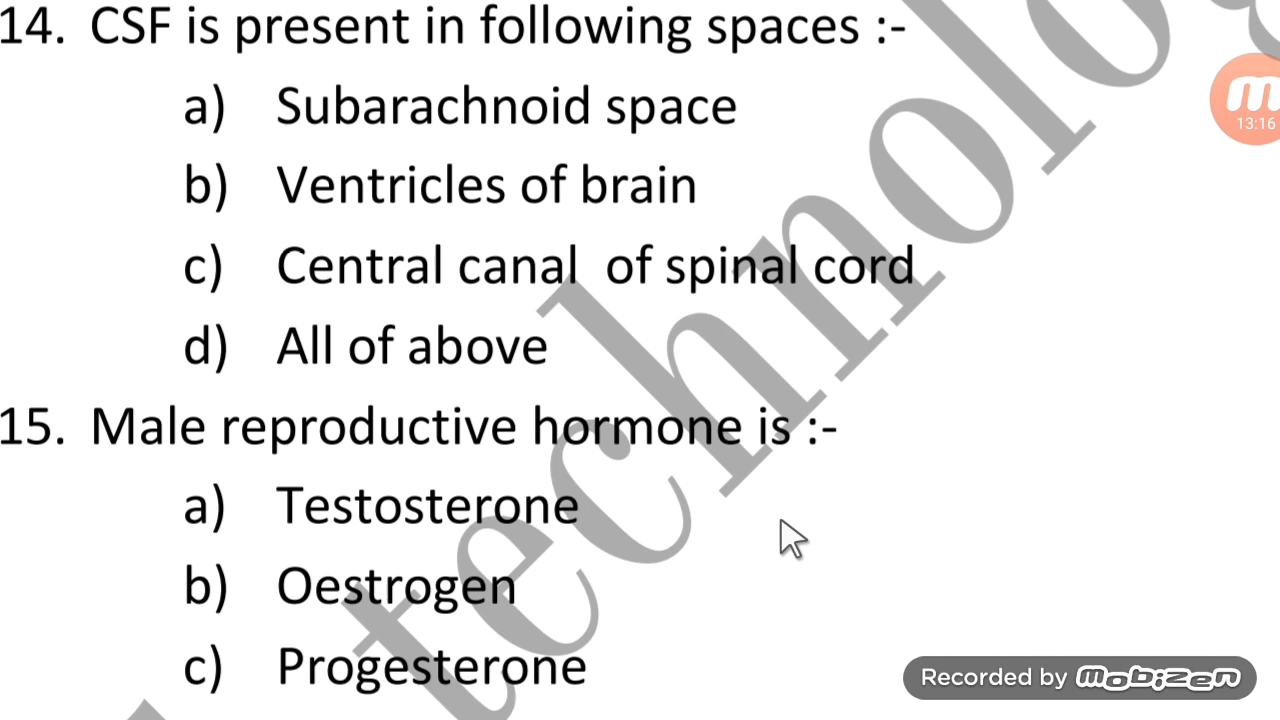 14. CSF is present in following spaces :-
a) Subarachnoid space
m
13:16
b) Ventricles of brain
c) Central canal of spinal cord
d) All of above
15. Male reproductive hormone is :-
a) Testosterone
b) Oestrogen
c) Progesterone
Recorded by mobizen